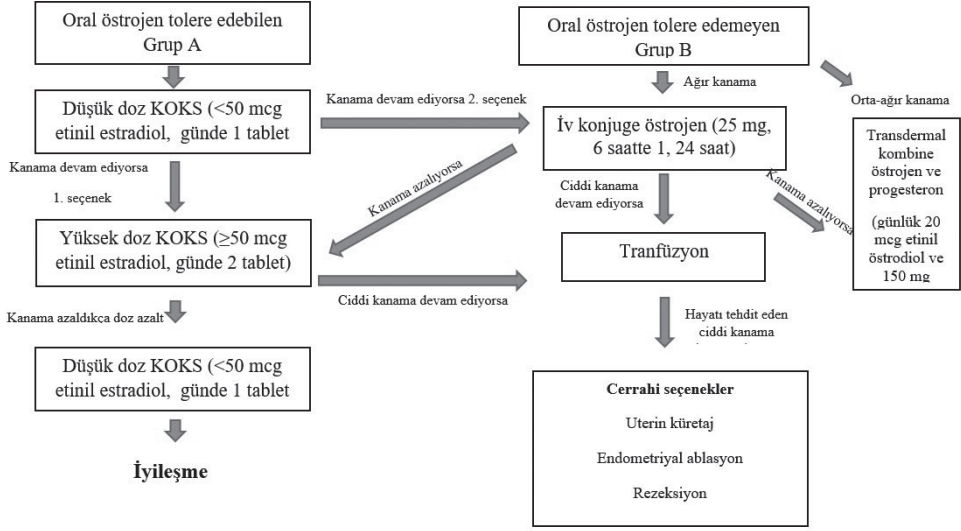 Oral östrojen tolere edebilen
Grup A
Düşük doz KOKS (<50 mcg
etinil estradiol, günde 1 tablet
Kanama devam ediyorsa
1. seçenek
Yüksek doz KOKS (≥50 mcg
etinil estradiol, günde 2 tablet)
Kanama azaldıkça doz azalt
Düşük doz KOKS (<50 mcg
etinil estradiol, günde 1 tablet
İyileşme
Kanama devam ediyorsa 2. seçenek
Kanama azalıyorsa
Ciddi kanama devam ediyorsa
Oral östrojen tolere edemeyen
Grup B
Ağır kanama
İv konjuge östrojen (25 mg,
6 saatte 1, 24 saat)
Ciddi kanama
devam ediyorsa
Tranfüzyon
Hayatı tehdit eden
ciddi kanama
Cerrahi seçenekler
Uterin küretaj
Endometriyal ablasyon
Rezeksiyon
Kanama azalıyorsa
Orta-ağır kanama
Transdermal
kombine
östrojen ve
progesteron
(günlük 20
mcg etinil
östrodiol ve
150 mg